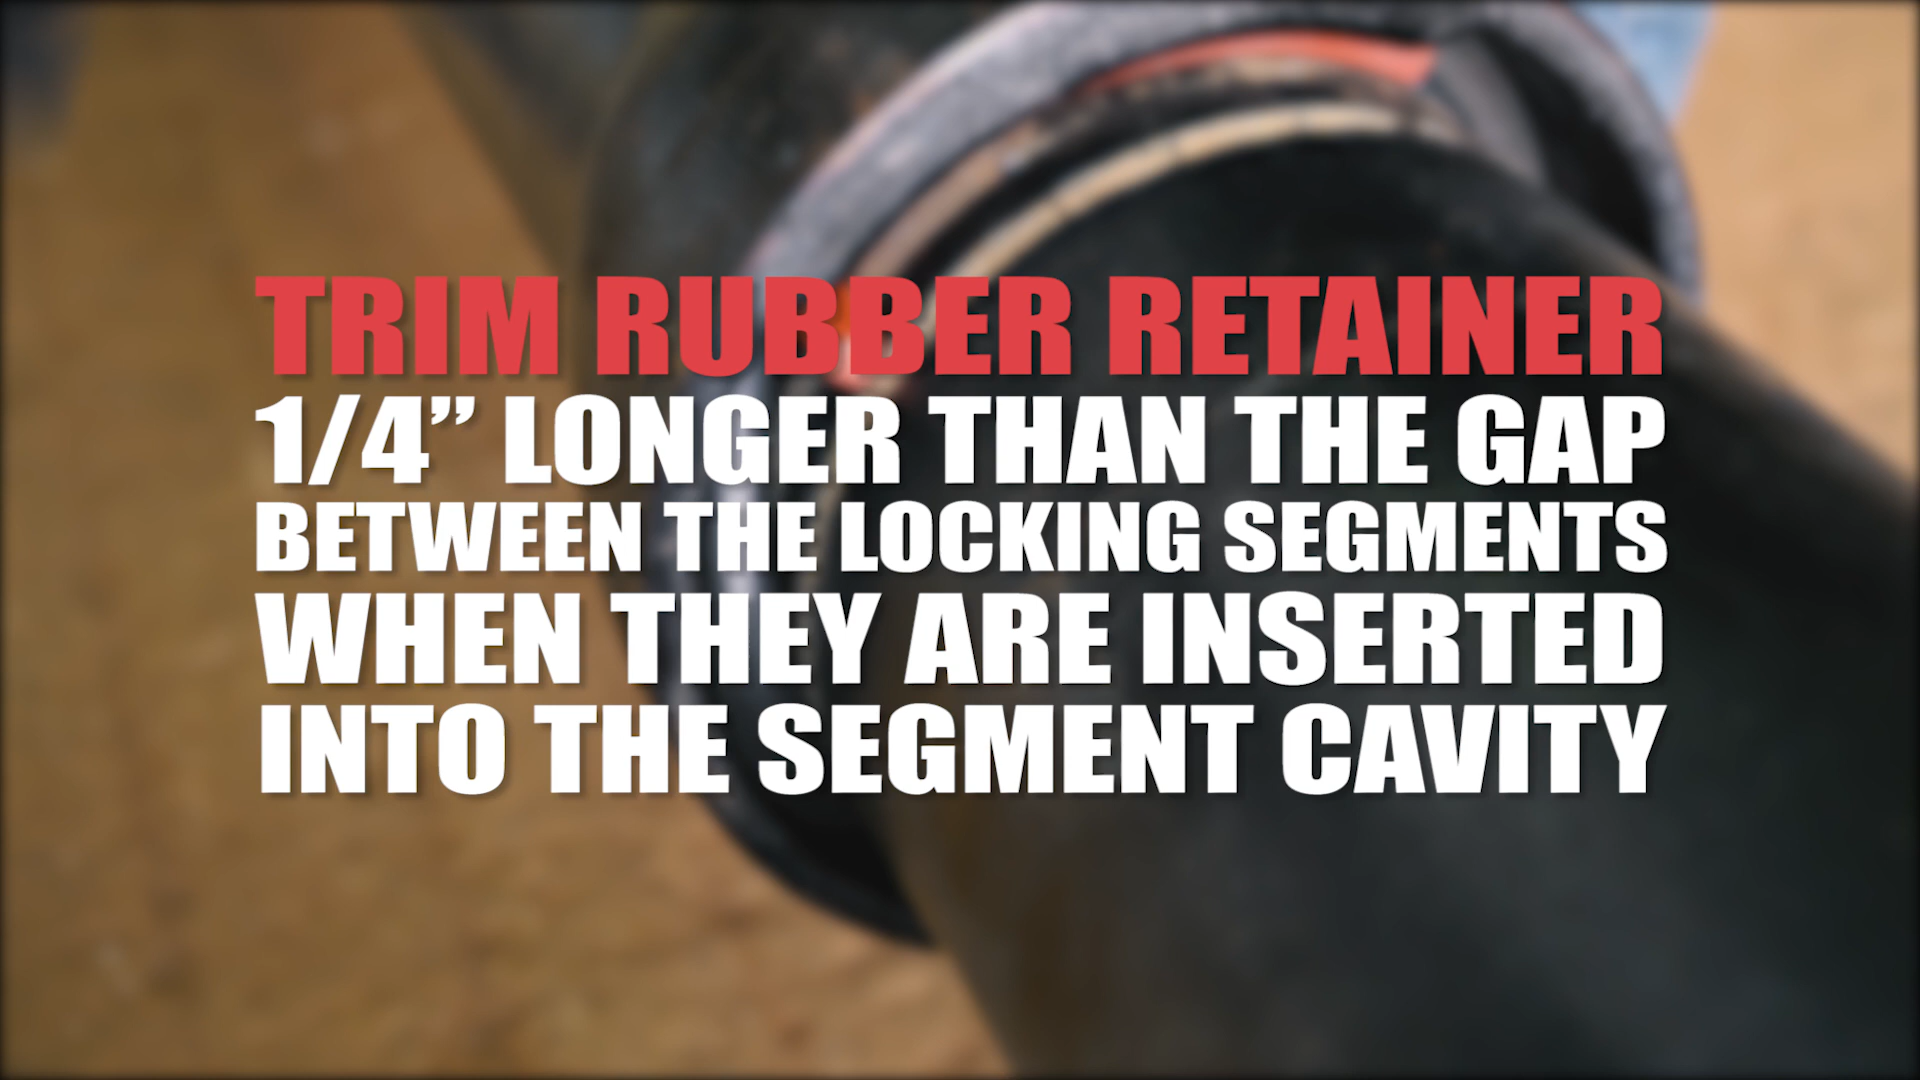 TRIM RUBBER RETAINER
1/4” LONGER THAN THE GAP
BETWEEN THE LOCKING SEGMENTS
WHEN THEY ARE INSERTED
INTO THE SEGMENT CAVITY